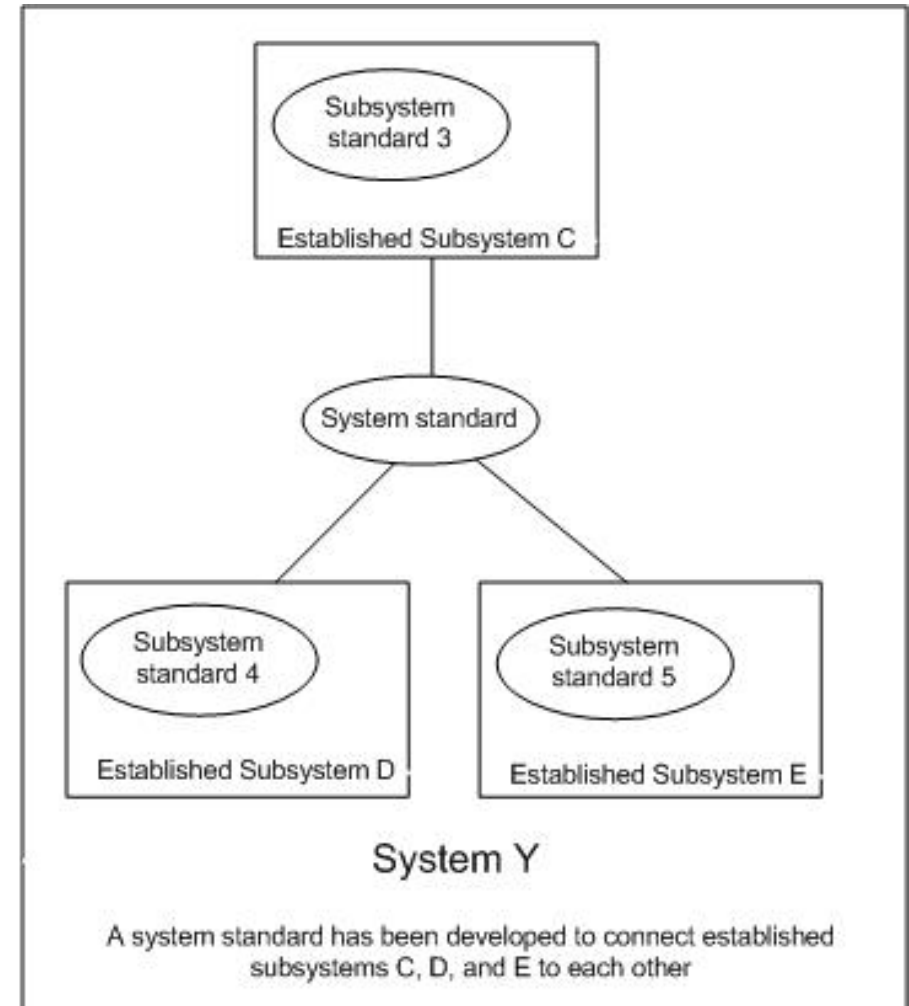 Subsystem
standard 3
Established Subsystem C
System standard
Subsystem
standard 4
Established Subsystem D
Subsystem
standard 5
Established Subsystem E
System Y
A system standard has been developed to connect established
subsystems C, D, and E to each other